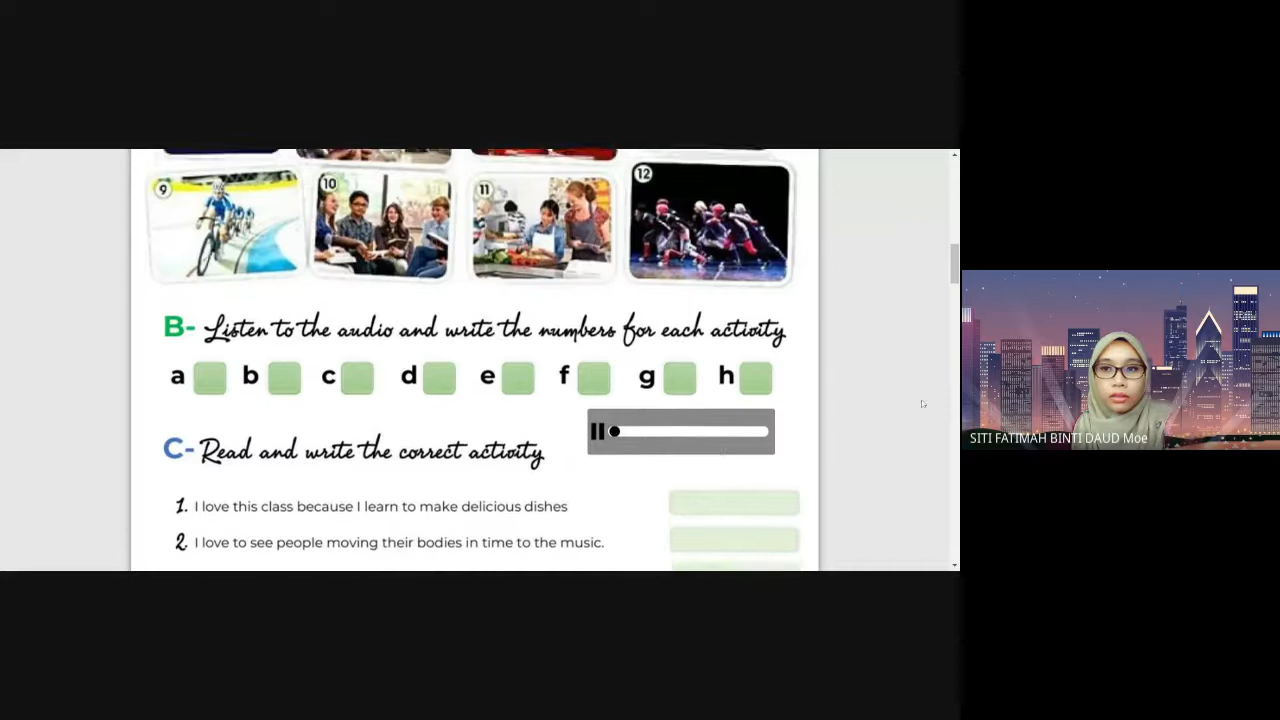 9
10
11
12
B- Listen to the audio and write the numbers for each activity
a b c d e f g h
C- Read and write the correct activity
1. I love this class because I learn to make delicious dishes
2. I love to see people moving their bodies in time to the music.
SITI FATIMAH BINTI DAUD Moe